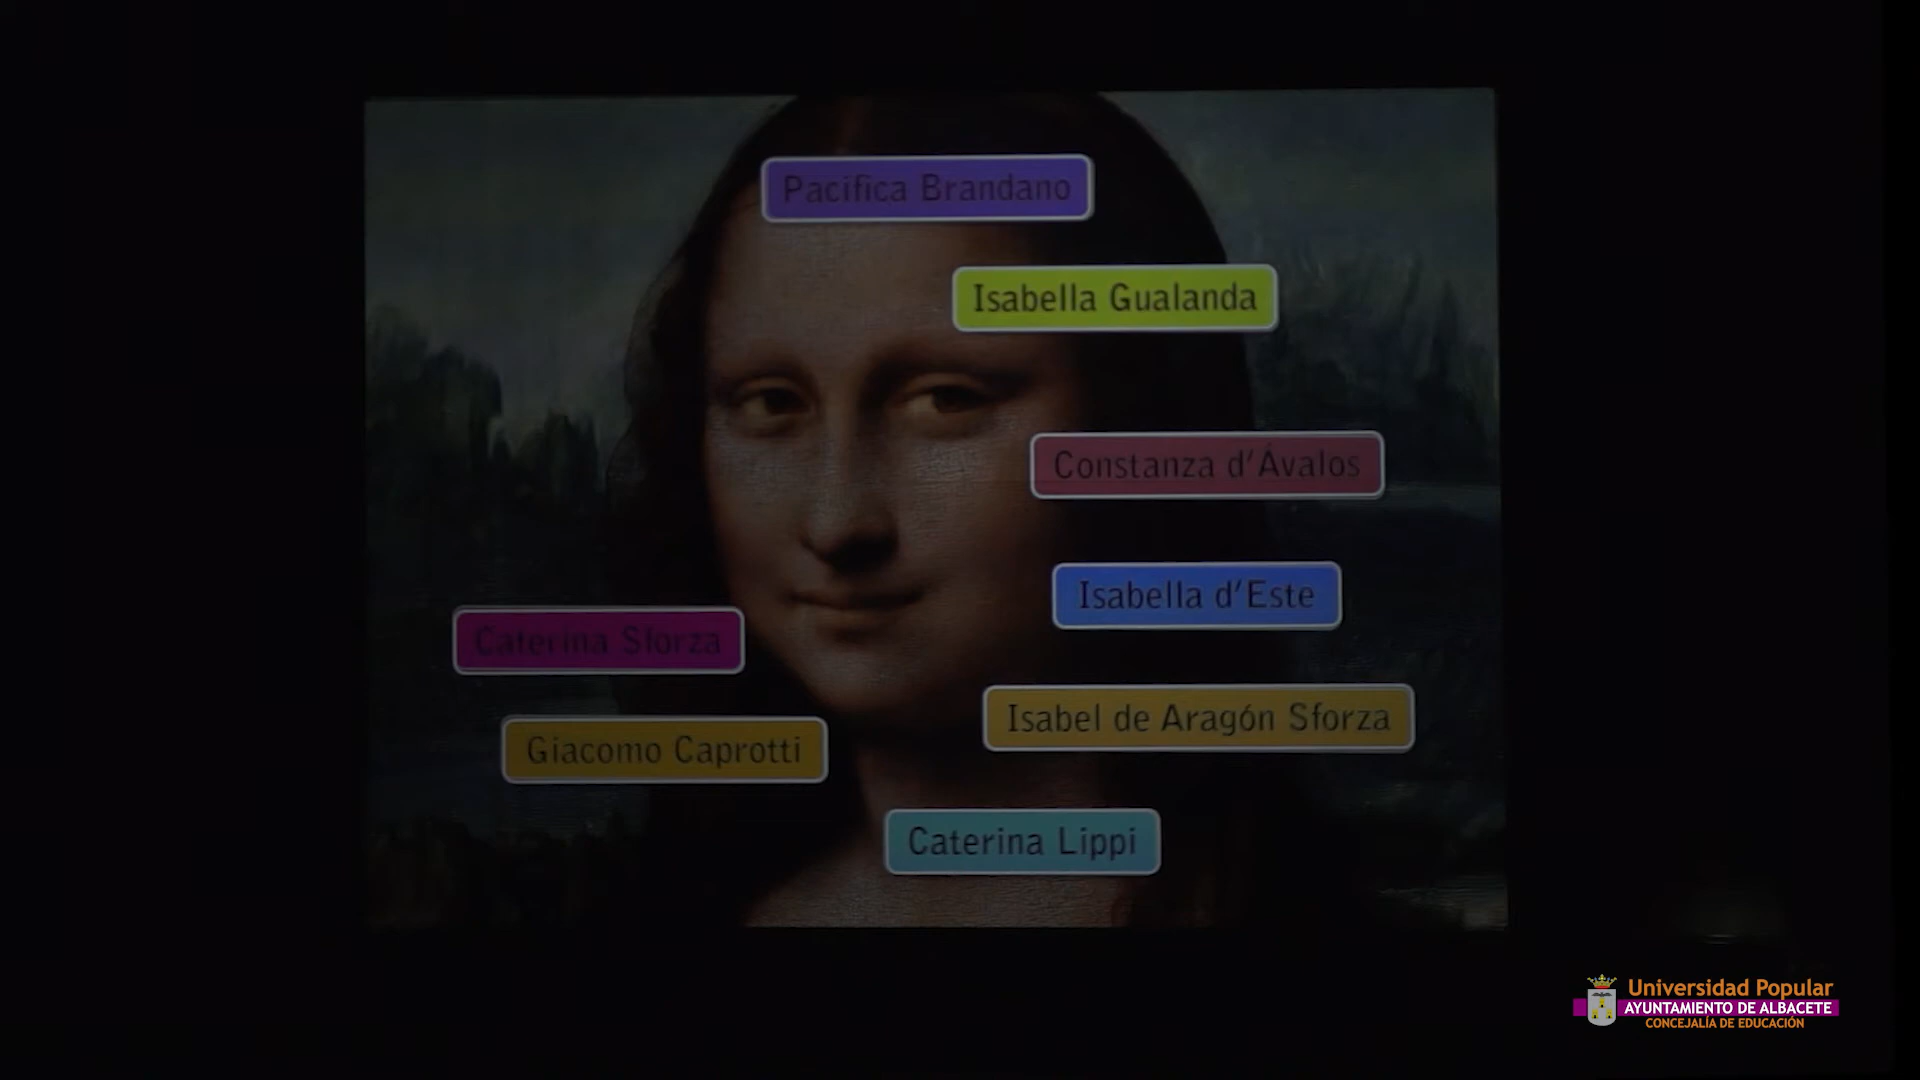 Pacifica Brandano
Isabella Gualanda
Constanza d'Ávalos
Isabella d'Este
Caterina Sforza
Isabel de Aragón Sforza
Giacomo Caprotti
Caterina Lippi
Universidad Popular
AYUNTAMIENTO DE ALBACETE
CONCEJALÍA DE EDUCACIÓN